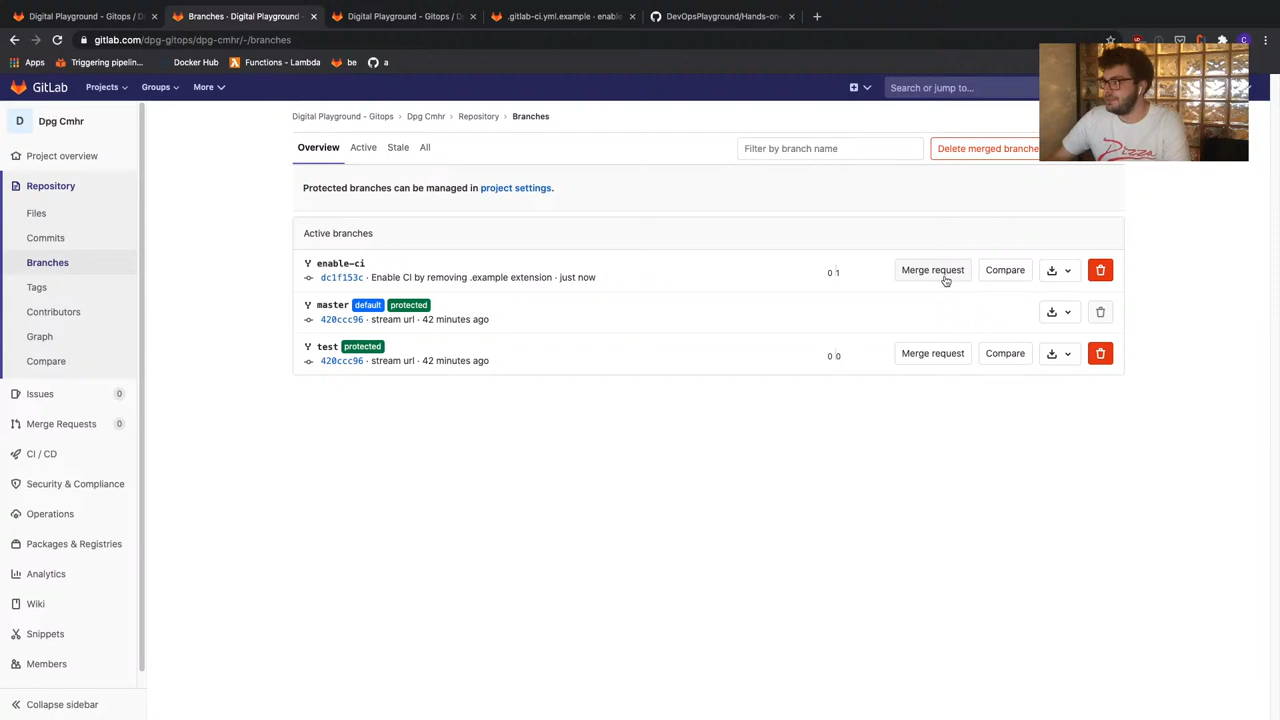 Digital Playground - Gitops / D
Branches · Digital Playground -
Digital Playground - Gitops / D
.gitlab-ci.yml.example · enable
DevOpsPlayground/Hands-on-
gitlab.com/dpg-gitops/dpg-cmhr/-/branches
Apps
Triggering pipelin...
Docker Hub
Functions - Lambda
be
a
GitLab
Projects
Groups
More
Search or jump to...
D
Dpg Cmhr
Project overview
Repository
Files
Commits
Branches
Tags
Contributors
Graph
Compare
Issues 0
Merge Requests 0
CI / CD
Security & Compliance
Operations
Packages & Registries
Analytics
Wiki
Snippets
Members
Collapse sidebar
Digital Playground - Gitops › Dpg Cmhr › Repository › Branches
Overview Active Stale All
Filter by branch name
Delete merged branche
Protected branches can be managed in project settings.
Active branches
enable-ci
dc1f153c · Enable CI by removing .example extension · just now
0 1
Merge request
Compare
master default protected
420ccc96 · stream url · 42 minutes ago
test protected
420ccc96 · stream url · 42 minutes ago
0 0
Merge request
Compare